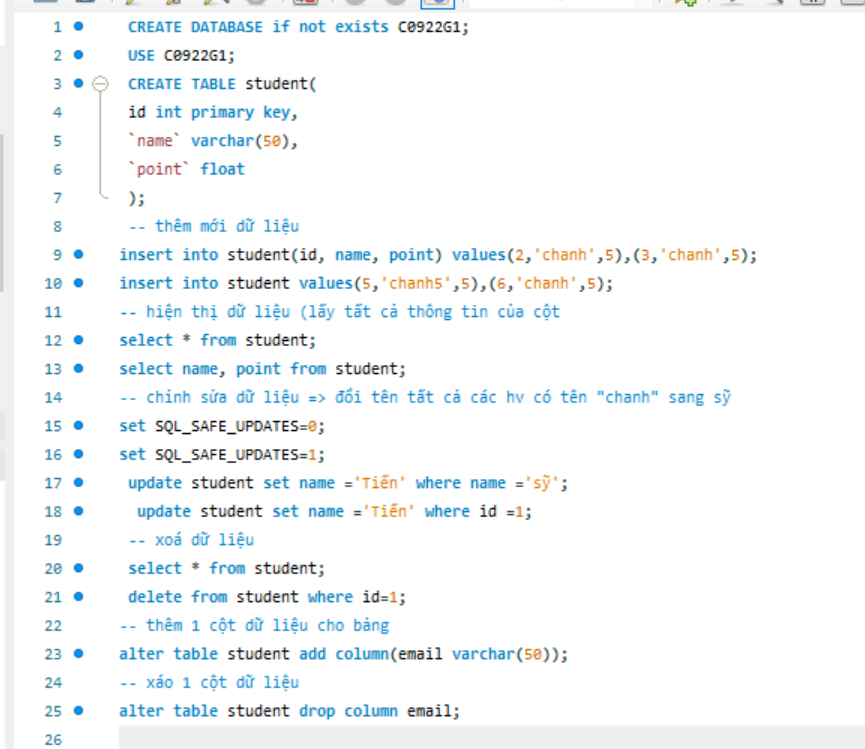 1 CREATE DATABASE if not exists C0922G1;
2 USE C0922G1;
3 CREATE TABLE student(
4 id int primary key,
5 `name` varchar(50),
6 `point` float
7 );
8 -- thêm mới dữ liệu
9 insert into student(id, name, point) values(2,'chanh',5),(3,'chanh',5);
10 insert into student values(5,'chanh5',5),(6,'chanh',5);
11 -- hiện thị dữ liệu (lấy tất cả thông tin của cột
12 select * from student;
13 select name, point from student;
14 -- chỉnh sửa dữ liệu => đổi tên tất cả các hv có tên "chanh" sang sỹ
15 set SQL_SAFE_UPDATES=0;
16 set SQL_SAFE_UPDATES=1;
17 update student set name ='Tiến' where name ='sỹ';
18 update student set name ='Tiến' where id =1;
19 -- xoá dữ liệu
20 select * from student;
21 delete from student where id=1;
22 -- thêm 1 cột dữ liệu cho bảng
23 alter table student add column(email varchar(50));
24 -- xáo 1 cột dữ liệu
25 alter table student drop column email;
26